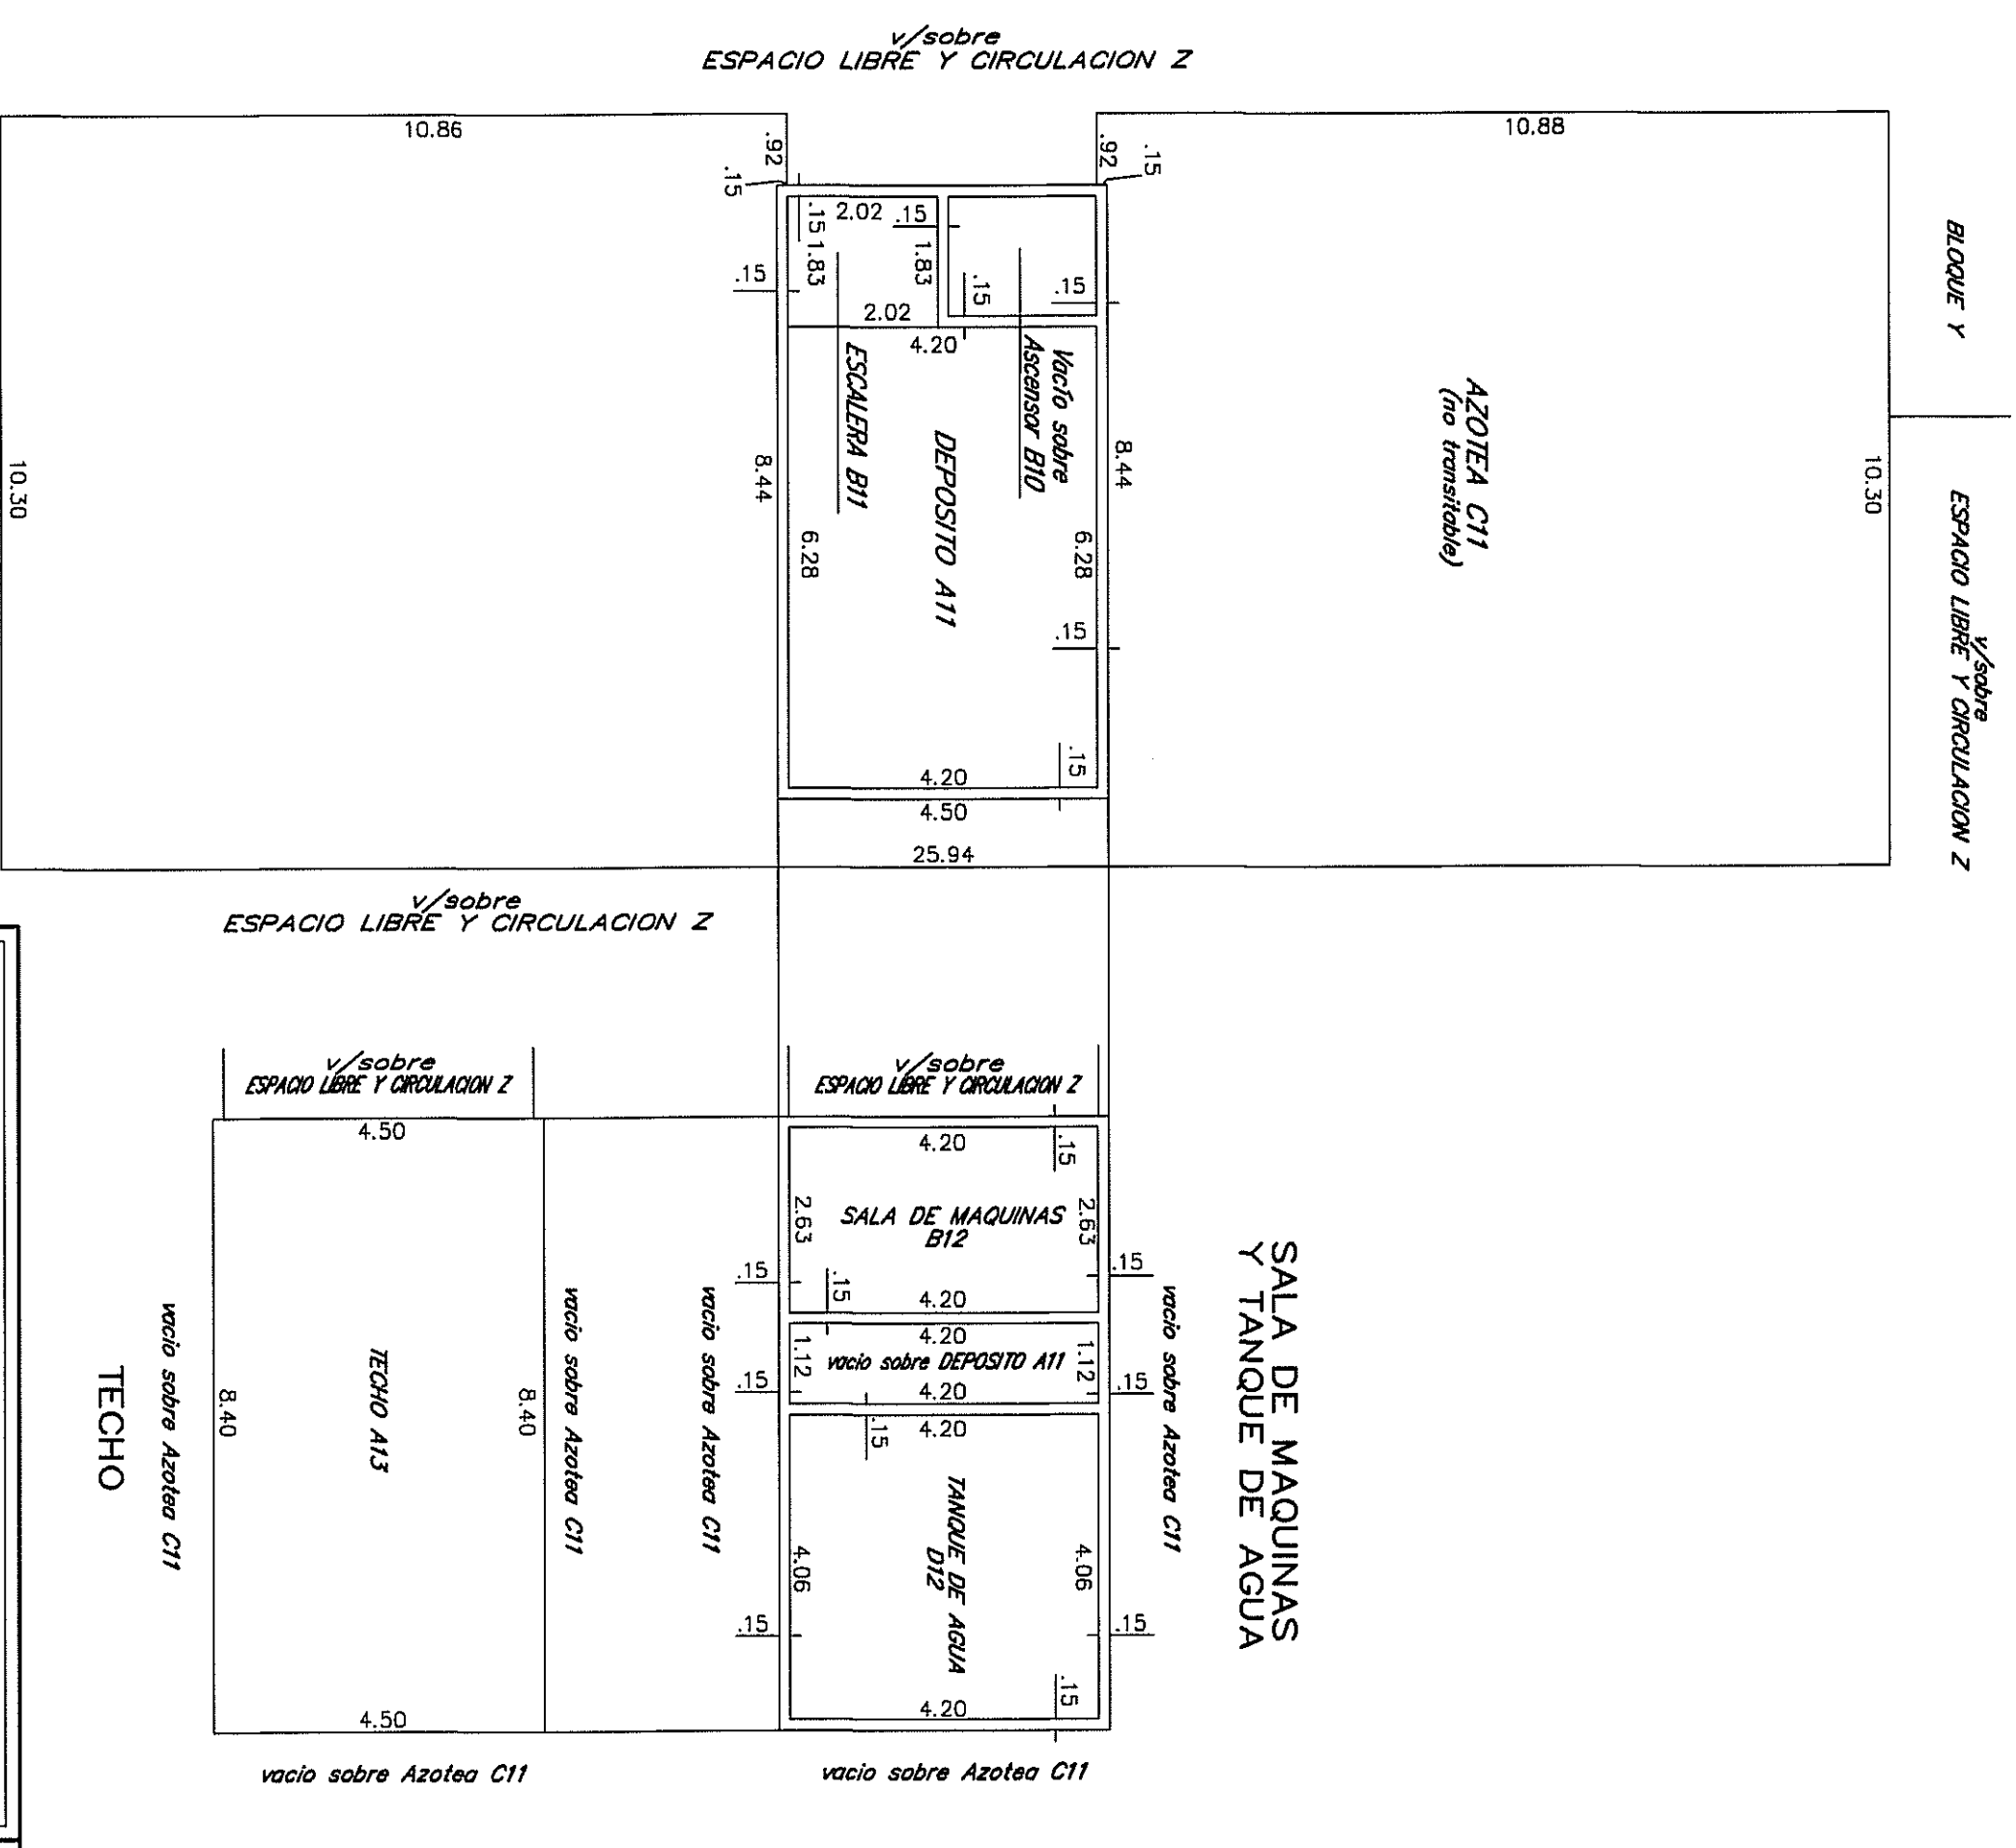 v/sobre
ESPACIO LIBRE Y CIRCULACION Z
10.86
10.88
.92
.92
.15
.15
BLOQUE Y
v/sobre
ESPACIO LIBRE Y CIRCULACION Z
2.02
.15
.15
1.83
1.83
.15
.15
.15
2.02
4.20
Vacío sobre
Ascensor B10
ESCALERA B11
DEPOSITO A11
AZOTEA C11
(no transitable)
8.44
8.44
10.30
10.30
6.28
6.28
.15
.15
4.20
4.50
25.94
v/sobre
ESPACIO LIBRE Y CIRCULACION Z
v/sobre
ESPACIO LIBRE Y CIRCULACION Z
v/sobre
ESPACIO LIBRE Y CIRCULACION Z
4.50
4.20
.15
2.63
2.63
SALA DE MAQUINAS
B12
.15
.15
.15
4.20
4.20
1.12
1.12
vacio sobre DEPOSITO A11
4.20
.15
.15
4.20
.15
SALA DE MAQUINAS
Y TANQUE DE AGUA
vacio sobre Azotea C11
vacio sobre Azotea C11
vacio sobre Azotea C11
vacio sobre Azotea C11
TECHO A13
TECHO
8.40
8.40
TANQUE DE AGUA
D12
4.06
4.06
.15
.15
.15
4.20
4.50
vacio sobre Azotea C11
vacio sobre Azotea C11